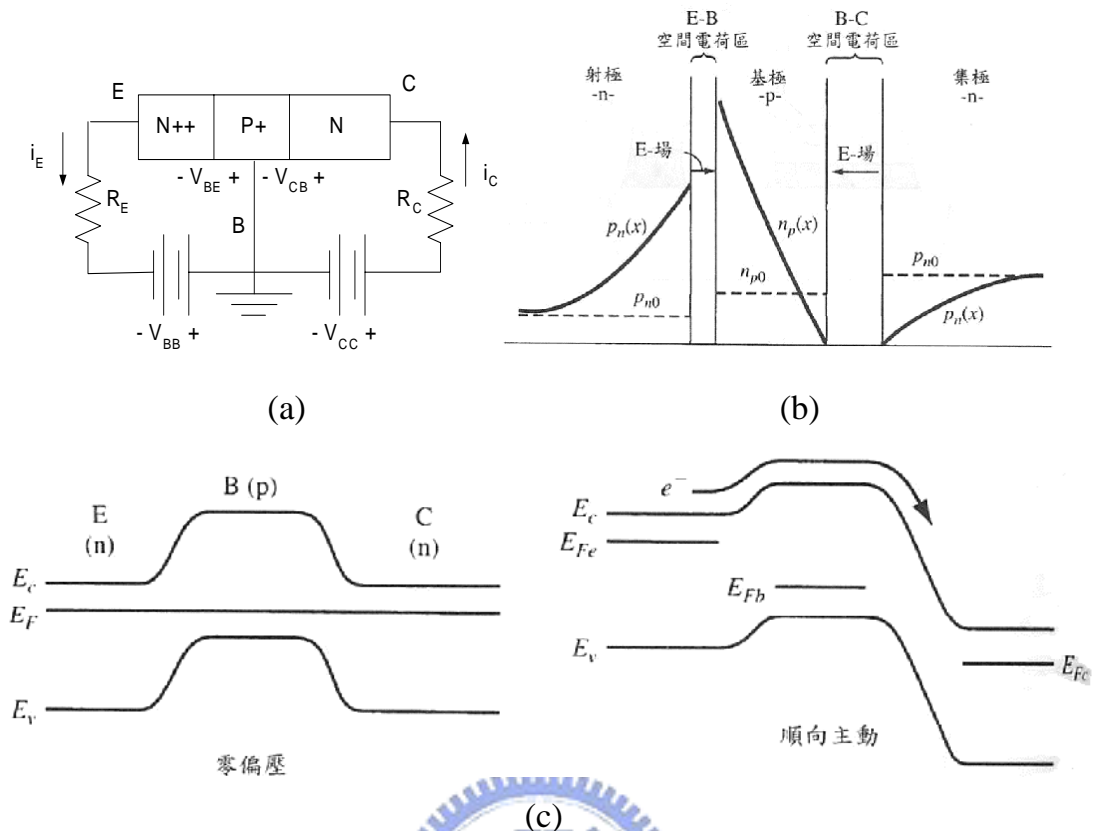 E
C
N++
P+
N
i_E
- V_BE +
- V_CB +
i_C
R_E
B
R_C
- V_BB +
- V_CC +
(a)
E-B
空間電荷區
B-C
空間電荷區
射極
-n-
基極
-p-
集極
-n-
E-場
E-場
p_n(x)
n_p(x)
p_n0
n_p0
p_n0
p_n(x)
(b)
B (p)
E
(n)
C
(n)
E_c
E_F
E_v
零偏壓
e⁻
E_c
E_Fe
E_Fb
E_v
E_Fc
順向主動
(c)